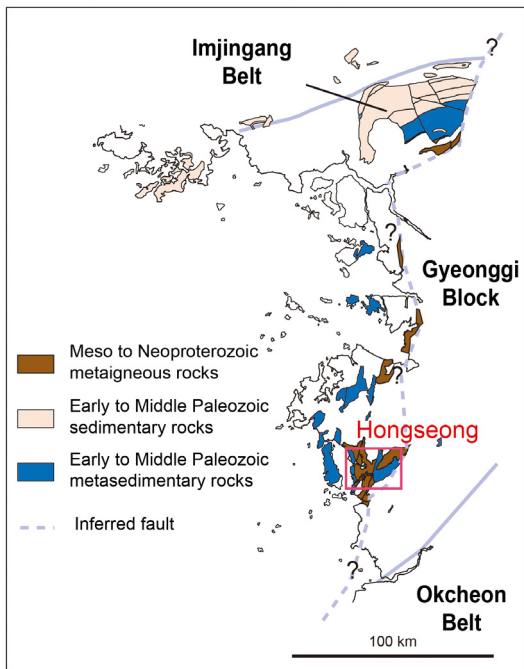 Imjingang
Belt
?
?
Gyeonggi
Block
Meso to Neoproterozoic
metaigneous rocks
?
Early to Middle Paleozoic
sedimentary rocks
Hongseong
Early to Middle Paleozoic
metasedimentary rocks
Inferred fault
?
Okcheon
Belt
100 km